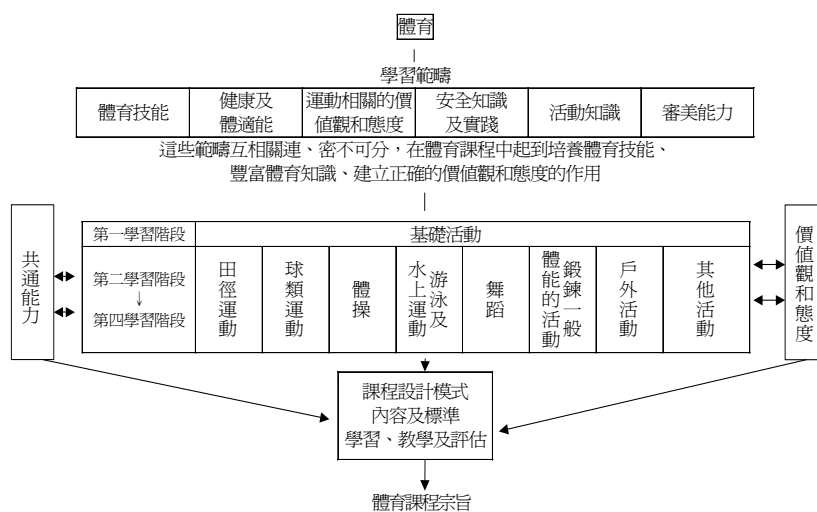 體育
學習範疇
體育技能
健康及
體適能
運動相關的價
值觀和態度
安全知識
及實踐
活動知識
審美能力
這些範疇互相關連、密不可分，在體育課程中起到培養體育技能、
豐富體育知識、建立正確的價值觀和態度的作用
共通能力
第一學習階段
基礎活動
第二學習階段
↓
第四學習階段
田徑運動
球類運動
體操
游泳及
水上運動
舞蹈
鍛鍊一般
體能的活動
戶外活動
其他活動
價值觀和態度
課程設計模式
內容及標準
學習、教學及評估
體育課程宗旨